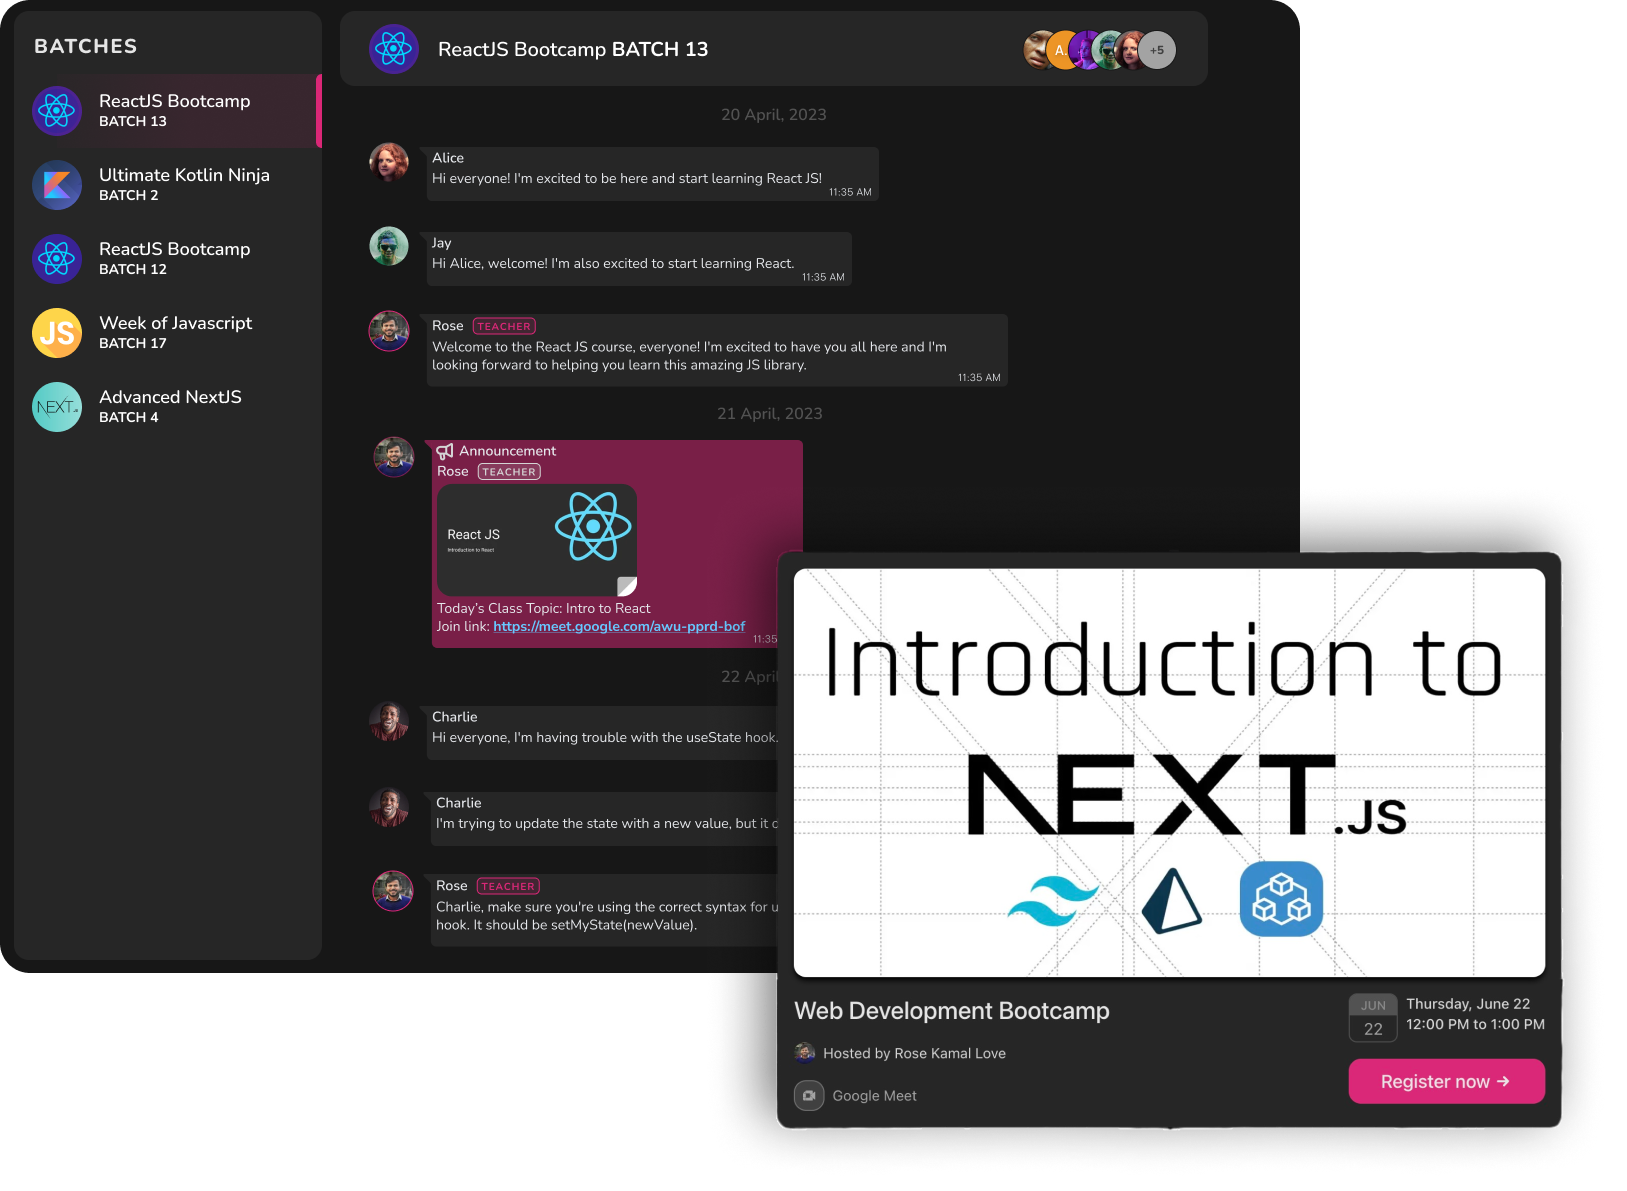 BATCHES
ReactJS Bootcamp
BATCH 13
Ultimate Kotlin Ninja
BATCH 2
ReactJS Bootcamp
BATCH 12
JS
Week of Javascript
BATCH 17
NEXT.JS
Advanced NextJS
BATCH 4
ReactJS Bootcamp BATCH 13
A
+5
20 April, 2023
Alice
Hi everyone! I'm excited to be here and start learning React JS!
11:35 AM
Jay
Hi Alice, welcome! I'm also excited to start learning React.
11:35 AM
Rose TEACHER
Welcome to the React JS course, everyone! I'm excited to have you all here and I'm
looking forward to helping you learn this amazing JS library.
11:35 AM
21 April, 2023
Announcement
Rose TEACHER
React JS
Introduction to React
Today's Class Topic: Intro to React
Join link: https://meet.google.com/awu-pprd-bof
11:35
22 April
Charlie
Hi everyone, I'm having trouble with the useState hook.
Charlie
I'm trying to update the state with a new value, but it
Rose TEACHER
Charlie, make sure you're using the correct syntax for
hook. It should be setMyState(newValue).
Introduction to
NEXT.JS
Web Development Bootcamp
Hosted by Rose Kamal Love
Google Meet
JUN
22
Thursday, June 22
12:00 PM to 1:00 PM
Register now →